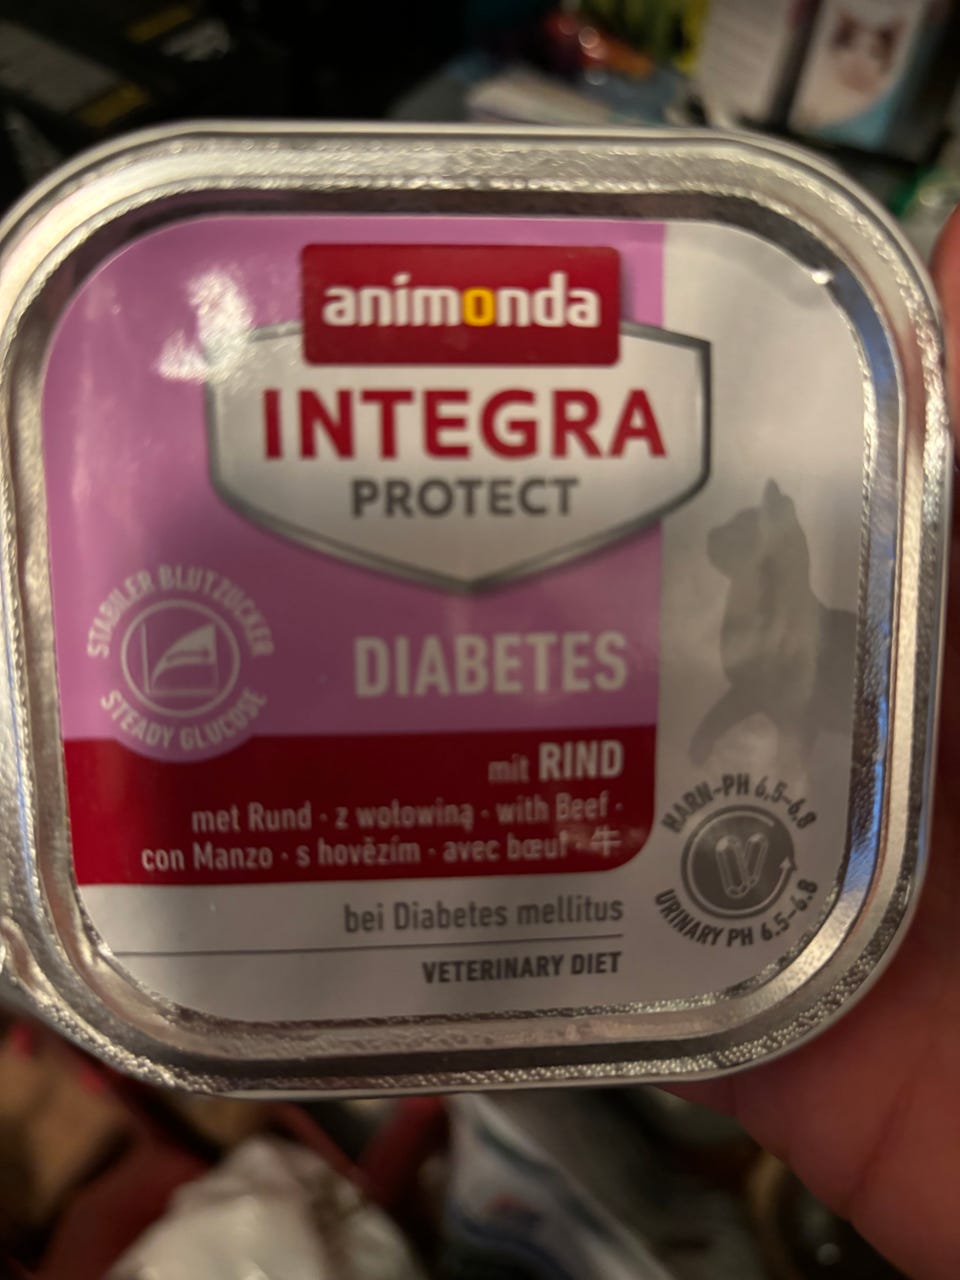 animonda
INTEGRA
PROTECT
STABILER BLUTZUCKER
STEADY GLUCOSE
DIABETES
mit RIND
met Rund · z wołowiną · with Beef ·
con Manzo · s hovězím · avec bœuf · 牛
HARN-PH 6.5–6.8
URINARY PH 6.5–6.8
bei Diabetes mellitus
VETERINARY DIET